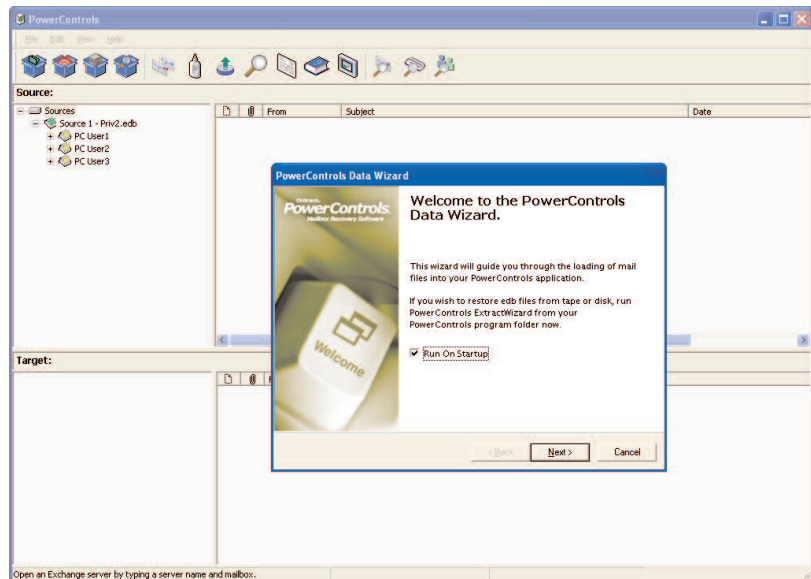 PowerControls
File Edit View Help
Source:
Sources
Source 1 - Priv2.edb
PC User1
PC User2
PC User3
From Subject Date
PowerControls Data Wizard
Ontrack
PowerControls
Mailbox Recovery Software
Welcome
Welcome to the PowerControls
Data Wizard.
This wizard will guide you through the loading of mail
files into your PowerControls application.
If you wish to restore edb files from tape or disk, run
PowerControls ExtractWizard from your
PowerControls program folder now.
Run On Startup
< Back Next > Cancel
Target:
Open an Exchange server by typing a server name and mailbox.